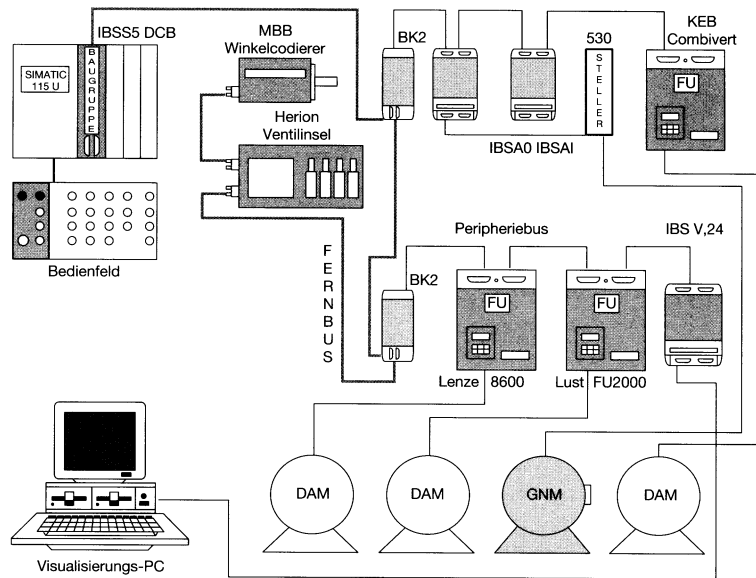 IBSS5 DCB
SIMATIC
115 U
BAUGRUPPE
Bedienfeld
MBB
Winkelcodierer
Herion
Ventilinsel
BK2
530
STELLER
KEB
Combivert
FU
IBSA0 IBSAI
FERNBUS
Peripheriebus
IBS V,24
BK2
FU
FU
Lenze 8600
Lust FU2000
DAM
DAM
GNM
DAM
Visualisierungs-PC